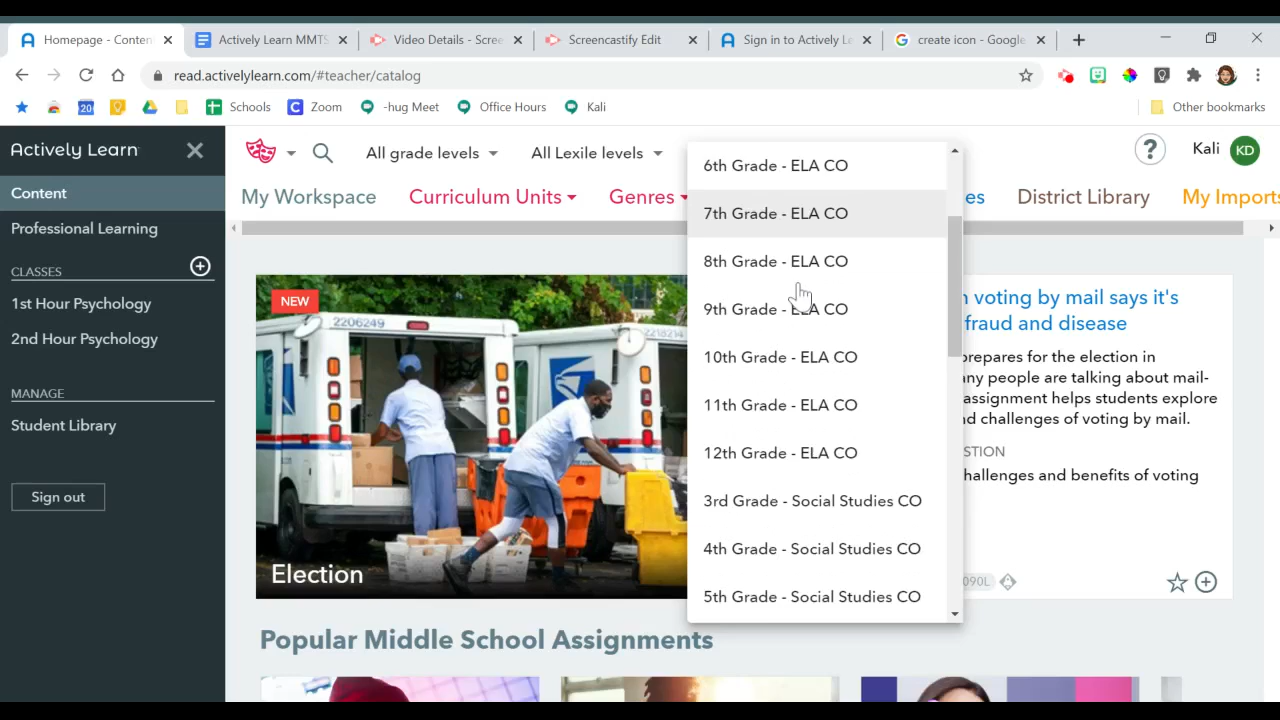 Homepage - Conten
Actively Learn MMTS
Video Details - Scree
Screencastify Edit
Sign in to Actively Le
create icon - Google
read.activelylearn.com/#teacher/catalog
Schools
Zoom
-hug Meet
Office Hours
Kali
Other bookmarks
Actively Learn
All grade levels
All Lexile levels
?
Kali
KD
Content
My Workspace
Curriculum Units
Genres
es
District Library
My Imports
Professional Learning
CLASSES
1st Hour Psychology
2nd Hour Psychology
MANAGE
Student Library
Sign out
6th Grade - ELA CO
7th Grade - ELA CO
8th Grade - ELA CO
9th Grade - ELA CO
10th Grade - ELA CO
11th Grade - ELA CO
12th Grade - ELA CO
3rd Grade - Social Studies CO
4th Grade - Social Studies CO
5th Grade - Social Studies CO
NEW
2206249
Election
voting by mail says it's
fraud and disease
prepares for the election in
ny people are talking about mail-
assignment helps students explore
nd challenges of voting by mail.
STION
hallenges and benefits of voting
090L
Popular Middle School Assignments